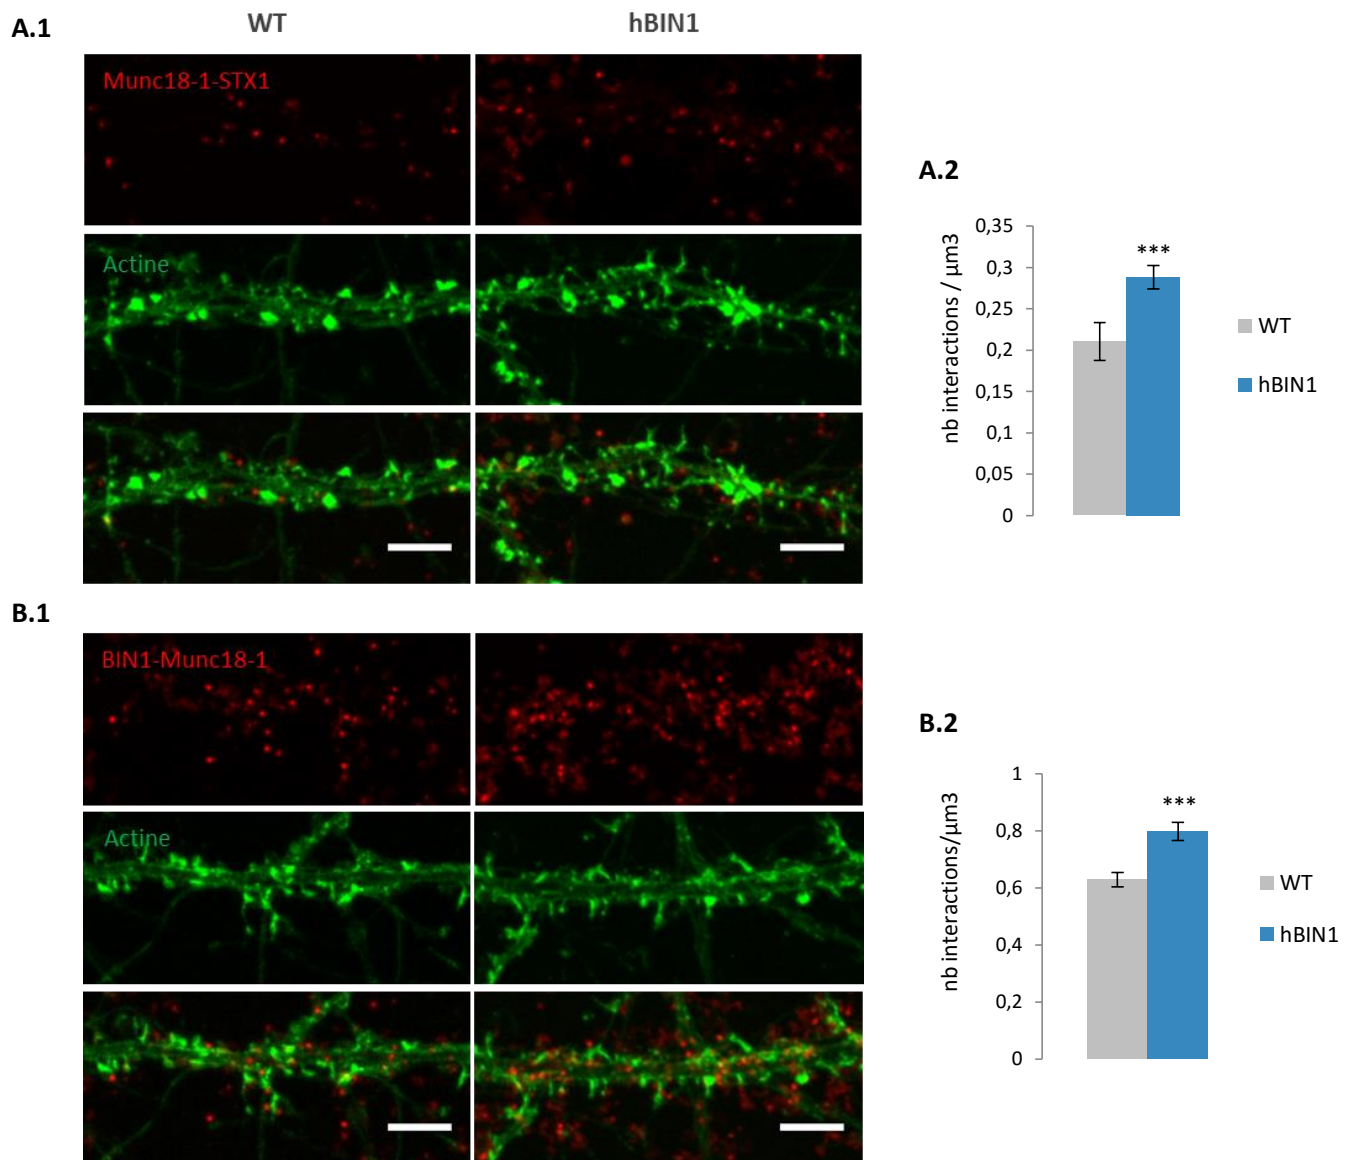 A.1
WT
hBIN1
Munc18-1-STX1
Actine
A.2
nb interactions / µm3
0,35
0,3
0,25
0,2
0,15
0,1
0,05
0
***
WT
hBIN1
B.1
BIN1-Munc18-1
Actine
B.2
nb interactions/µm3
1
0,8
0,6
0,4
0,2
0
***
WT
hBIN1